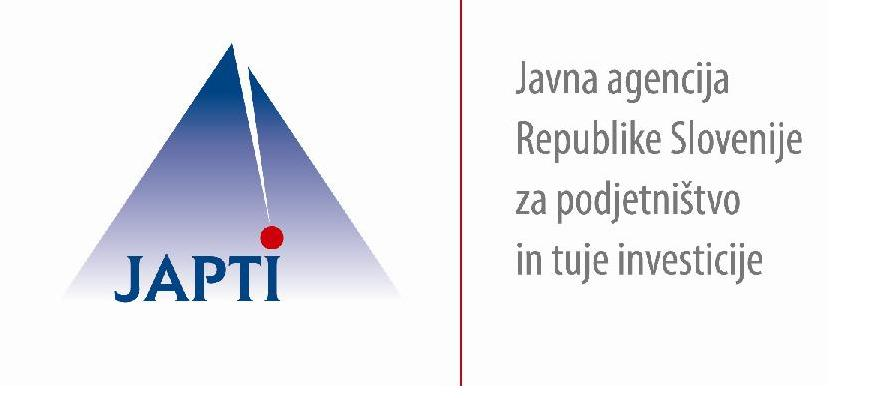 JAPTI
Javna agencija
Republike Slovenije
za podjetništvo
in tuje investicije